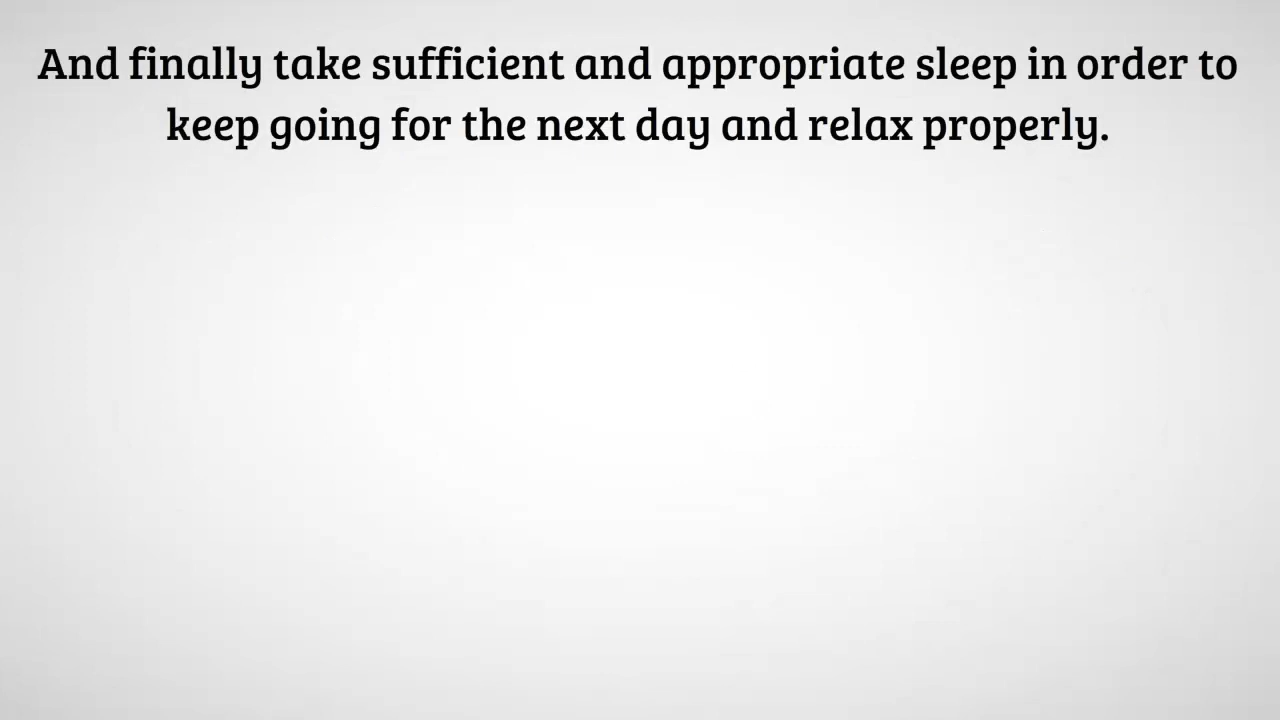 And finally take sufficient and appropriate sleep in order to
keep going for the next day and relax properly.